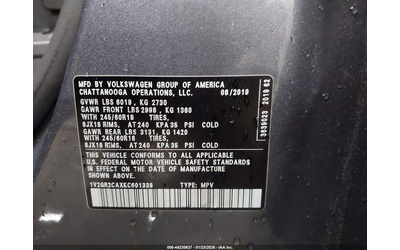 MFD BY VOLKSWAGEN GROUP OF AMERICA
CHATTANOOGA OPERATIONS, LLC. 08/2019
GVWR LBS 6019 , KG 2730
GAWR FRONT LBS 2998 , KG 1360
WITH 245/60R18 TIRES,
8JX18 RIMS, AT 240 KPA 35 PSI COLD
GAWR REAR LBS 3131, KG 1420
WITH 245/60R18 TIRES,
8JX18 RIMS, AT 240 KPA 35 PSI COLD
THIS VEHICLE CONFORMS TO ALL APPLICABLE
U.S. FEDERAL MOTOR VEHICLE SAFETY STANDARDS
IN EFFECT ON THE DATE OF MANUFACTURE
SHOWN ABOVE.
1V2GR2CAXKC601338 TYPE: MPV
2019 02